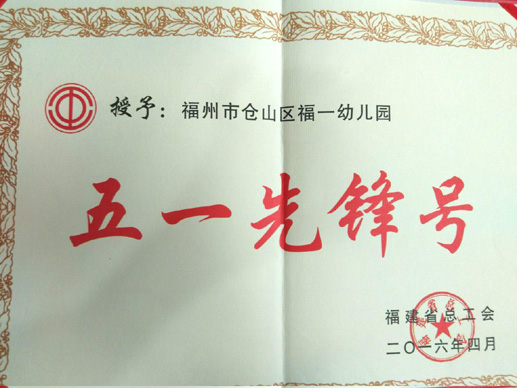 授予：福州市仓山区福一幼儿园
五一先锋号
福建省总工会
二〇一六年四月